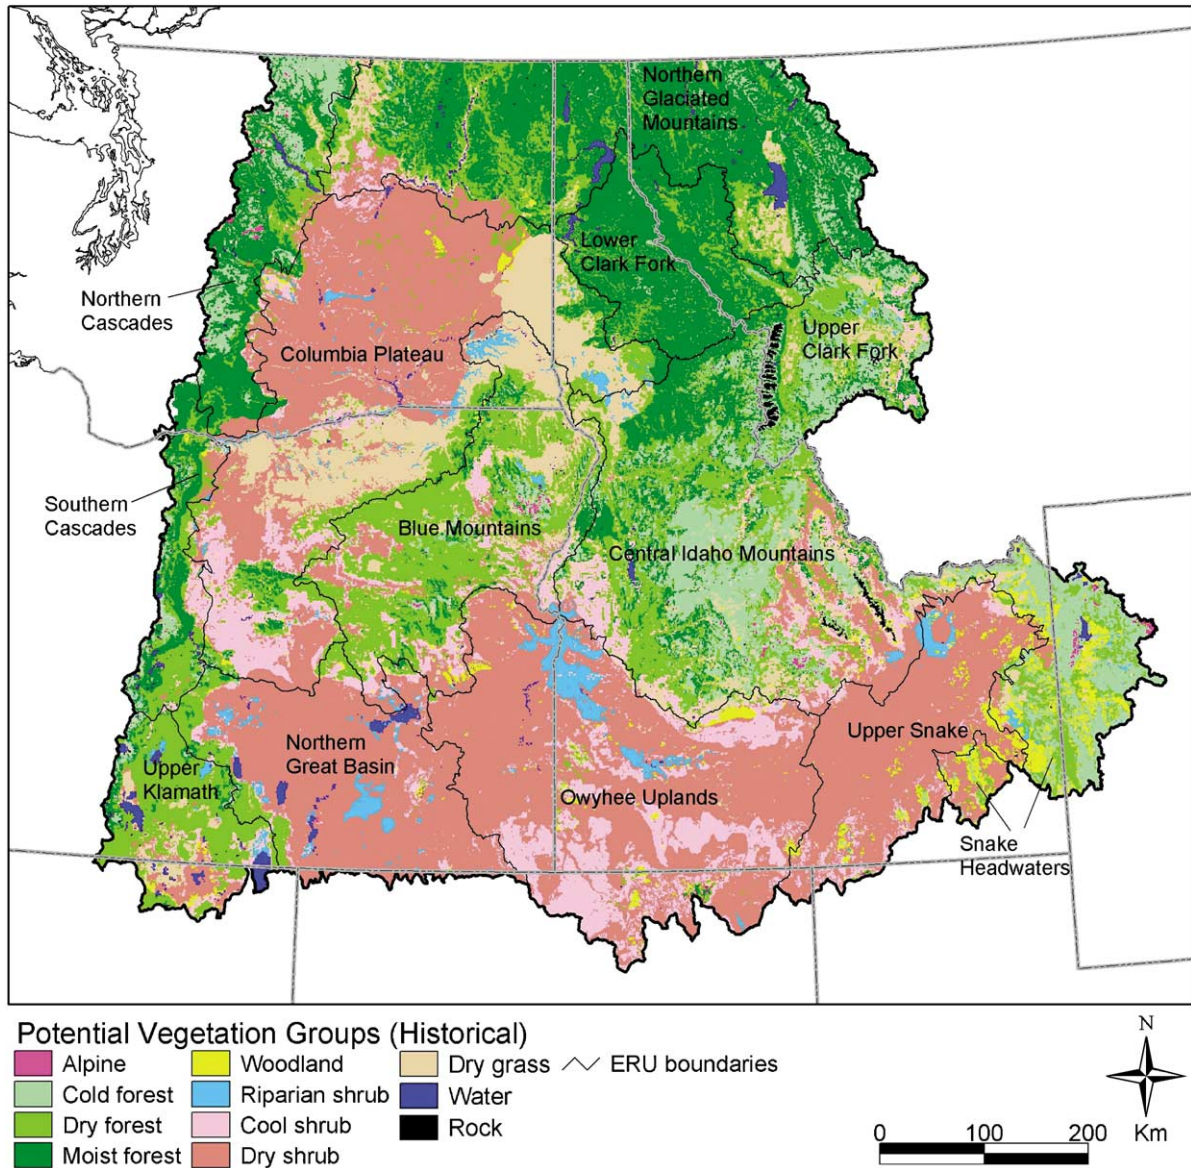 Northern
Glaciated
Mountains
Lower
Clark Fork
Northern
Cascades
Upper
Clark Fork
Columbia Plateau
Southern
Cascades
Blue Mountains
Central Idaho Mountains
Upper Snake
Northern
Great Basin
Upper
Klamath
Owyhee Uplands
Snake
Headwaters
Potential Vegetation Groups (Historical)
Alpine
Cold forest
Dry forest
Moist forest
Woodland
Riparian shrub
Cool shrub
Dry shrub
Dry grass
Water
Rock
ERU boundaries
N
0 100 200
Km